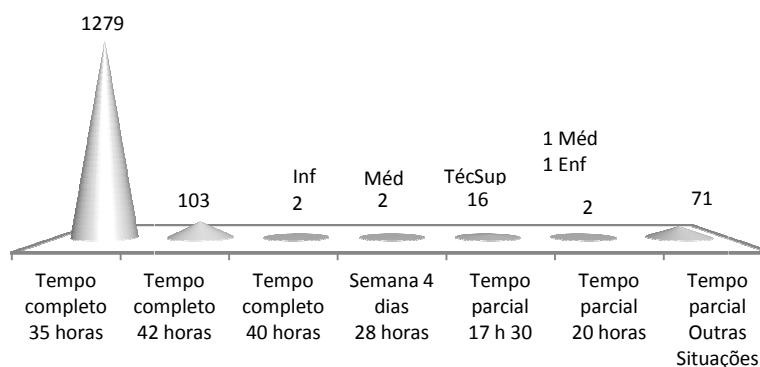 1279
103
Inf
2
Méd
2
TécSup
16
1 Méd
1 Enf
2
71
Tempo
completo
35 horas
Tempo
completo
42 horas
Tempo
completo
40 horas
Semana 4
dias
28 horas
Tempo
parcial
17 h 30
Tempo
parcial
20 horas
Tempo
parcial
Outras
Situações